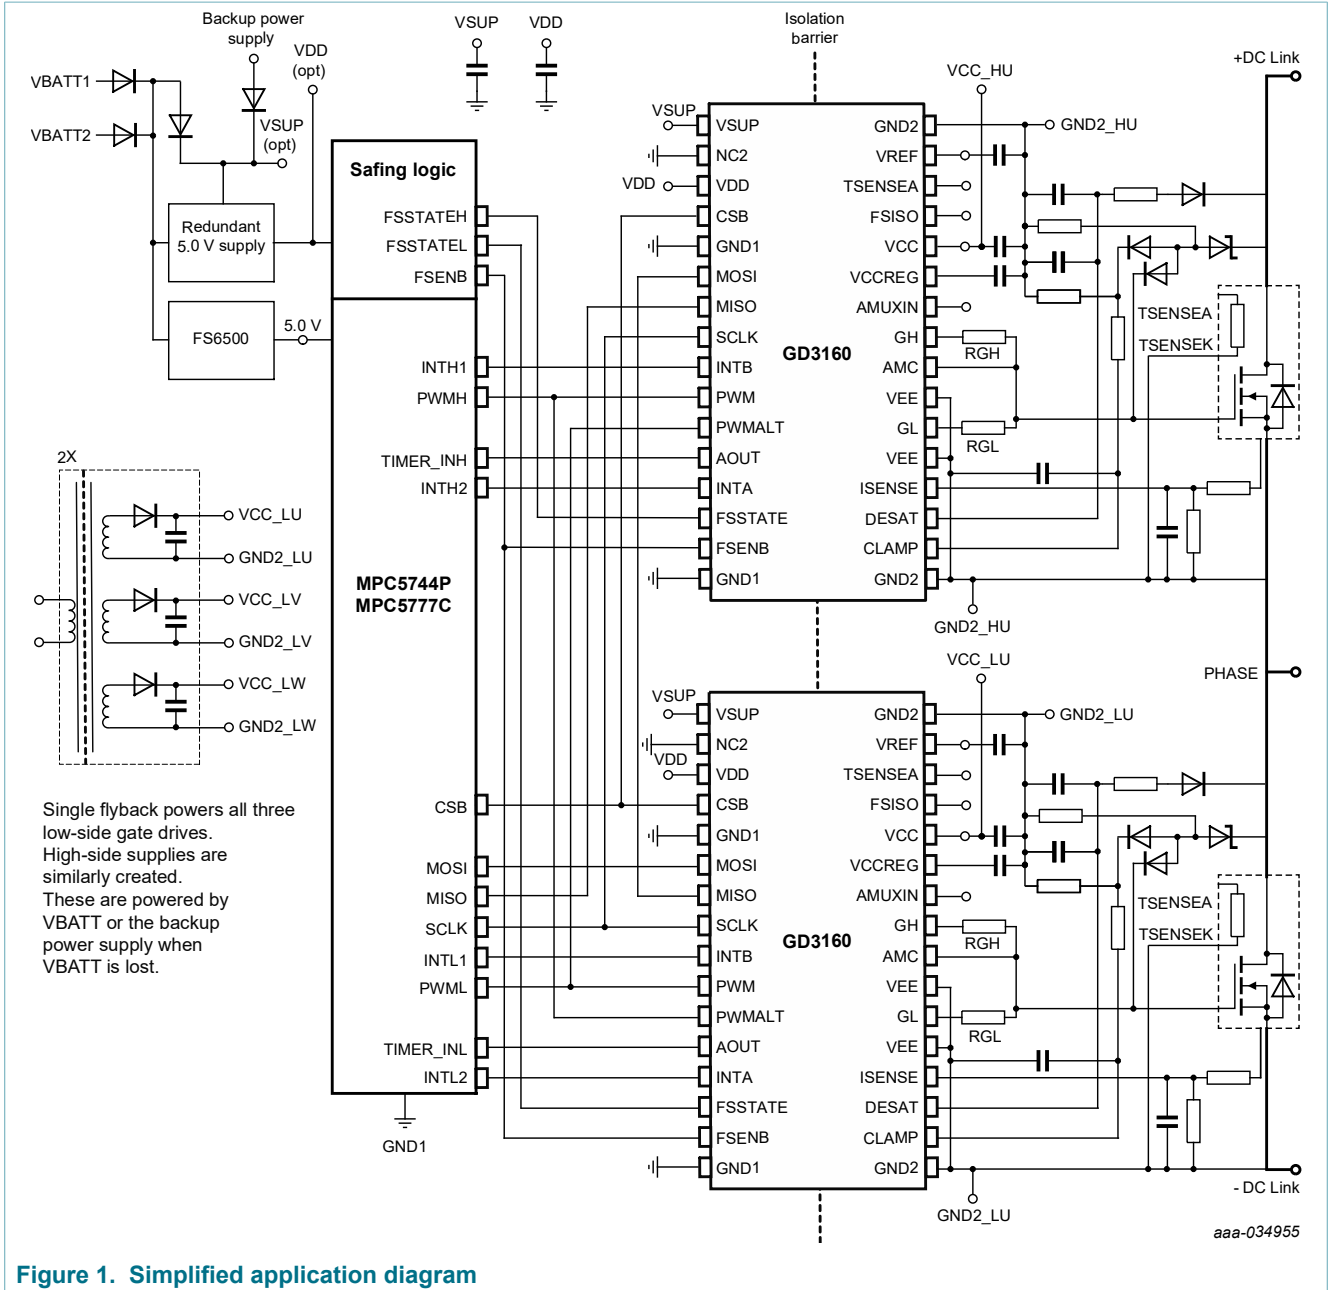 Backup power
supply
VSUP
VDD
Isolation
barrier
VDD
(opt)
VBATT1
VBATT2
VSUP
(opt)
Redundant
5.0 V supply
FS6500
5.0 V
Safing logic
FSSTATEH
FSSTATEL
FSENB
INTH1
PWMH
TIMER_INH
INTH2
MPC5744P
MPC5777C
CSB
MOSI
MISO
SCLK
INTL1
PWML
TIMER_INL
INTL2
GND1
2X
VCC_LU
GND2_LU
VCC_LV
GND2_LV
VCC_LW
GND2_LW
Single flyback powers all three
low-side gate drives.
High-side supplies are
similarly created.
These are powered by
VBATT or the backup
power supply when
VBATT is lost.
VSUP
VDD
VSUP
NC2
VDD
CSB
GND1
MOSI
MISO
SCLK
INTB
PWM
PWMALT
AOUT
INTA
FSSTATE
FSENB
GND1
GD3160
GND2
VREF
TSENSEA
FSISO
VCC
VCCREG
AMUXIN
GH
AMC
VEE
GL
VEE
ISENSE
DESAT
CLAMP
GND2
VCC_HU
GND2_HU
RGH
RGL
GND2_HU
+DC Link
TSENSEA
TSENSEK
PHASE
VCC_LU
VSUP
VDD
VSUP
NC2
VDD
CSB
GND1
MOSI
MISO
SCLK
INTB
PWM
PWMALT
AOUT
INTA
FSSTATE
FSENB
GND1
GD3160
GND2
VREF
TSENSEA
FSISO
VCC
VCCREG
AMUXIN
GH
AMC
VEE
GL
VEE
ISENSE
DESAT
CLAMP
GND2
GND2_LU
RGH
RGL
GND2_LU
TSENSEA
TSENSEK
- DC Link
aaa-034955
Figure 1. Simplified application diagram